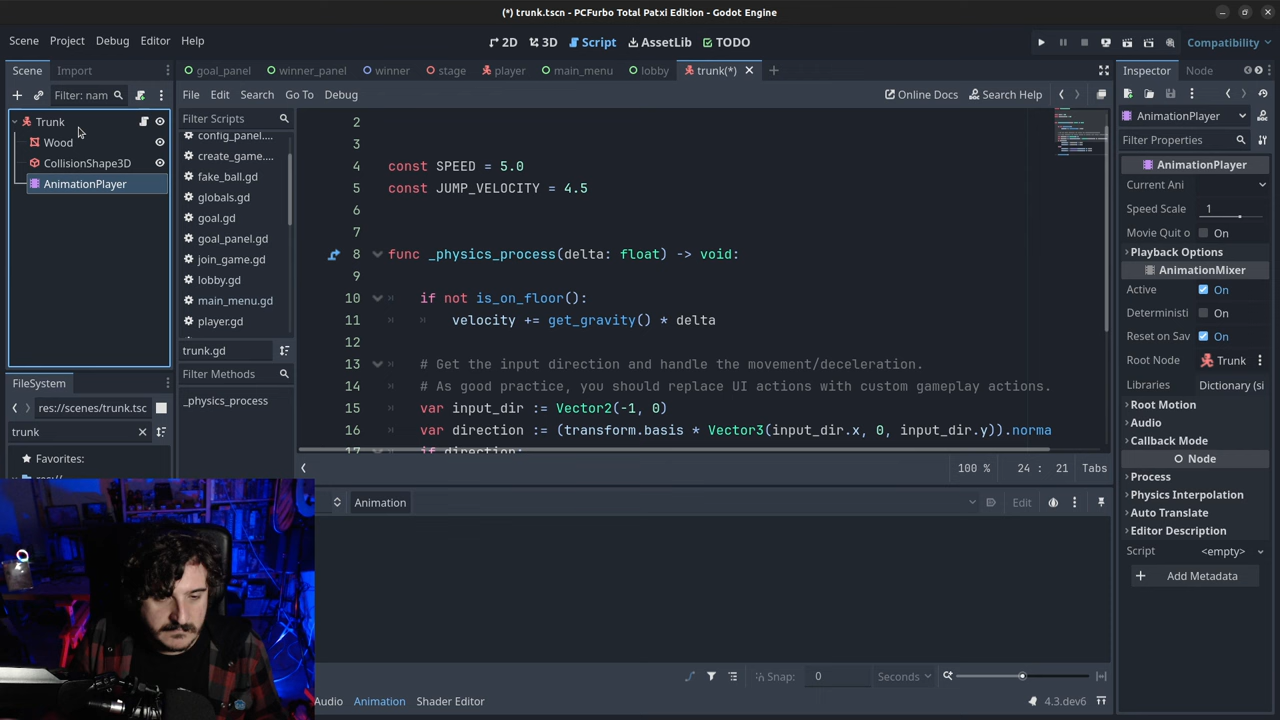 (*) trunk.tscn - PCFurbo Total Patxi Edition - Godot Engine
Scene Project Debug Editor Help
2D 3D Script AssetLib TODO
Compatibility
Scene Import
goal_panel winner_panel winner stage player main_menu lobby trunk(*)
Inspector Node
Filter: nam
File Edit Search Go To Debug
Online Docs Search Help
Trunk
Wood
CollisionShape3D
AnimationPlayer
Filter Scripts
config_panel....
create_game....
fake_ball.gd
globals.gd
goal.gd
goal_panel.gd
join_game.gd
lobby.gd
main_menu.gd
player.gd
trunk.gd
Filter Methods
_physics_process
2
3
4 const SPEED = 5.0
5 const JUMP_VELOCITY = 4.5
6
7
8 func _physics_process(delta: float) -> void:
9
10 if not is_on_floor():
11 velocity += get_gravity() * delta
12
13 # Get the input direction and handle the movement/deceleration.
14 # As good practice, you should replace UI actions with custom gameplay actions.
15 var input_dir := Vector2(-1, 0)
16 var direction := (transform.basis * Vector3(input_dir.x, 0, input_dir.y)).norma
17 if direction:
100 % 24 : 21 Tabs
FileSystem
res://scenes/trunk.tsc
trunk
Favorites:
res://
Animation
Edit
Snap: 0 Seconds
Audio Animation Shader Editor
4.3.dev6
AnimationPlayer
Filter Properties
AnimationPlayer
Current Ani
Speed Scale 1
Movie Quit o On
Playback Options
AnimationMixer
Active On
Deterministi On
Reset on Sav On
Root Node Trunk
Libraries Dictionary (si
Root Motion
Audio
Callback Mode
Node
Process
Physics Interpolation
Auto Translate
Editor Description
Script <empty>
Add Metadata